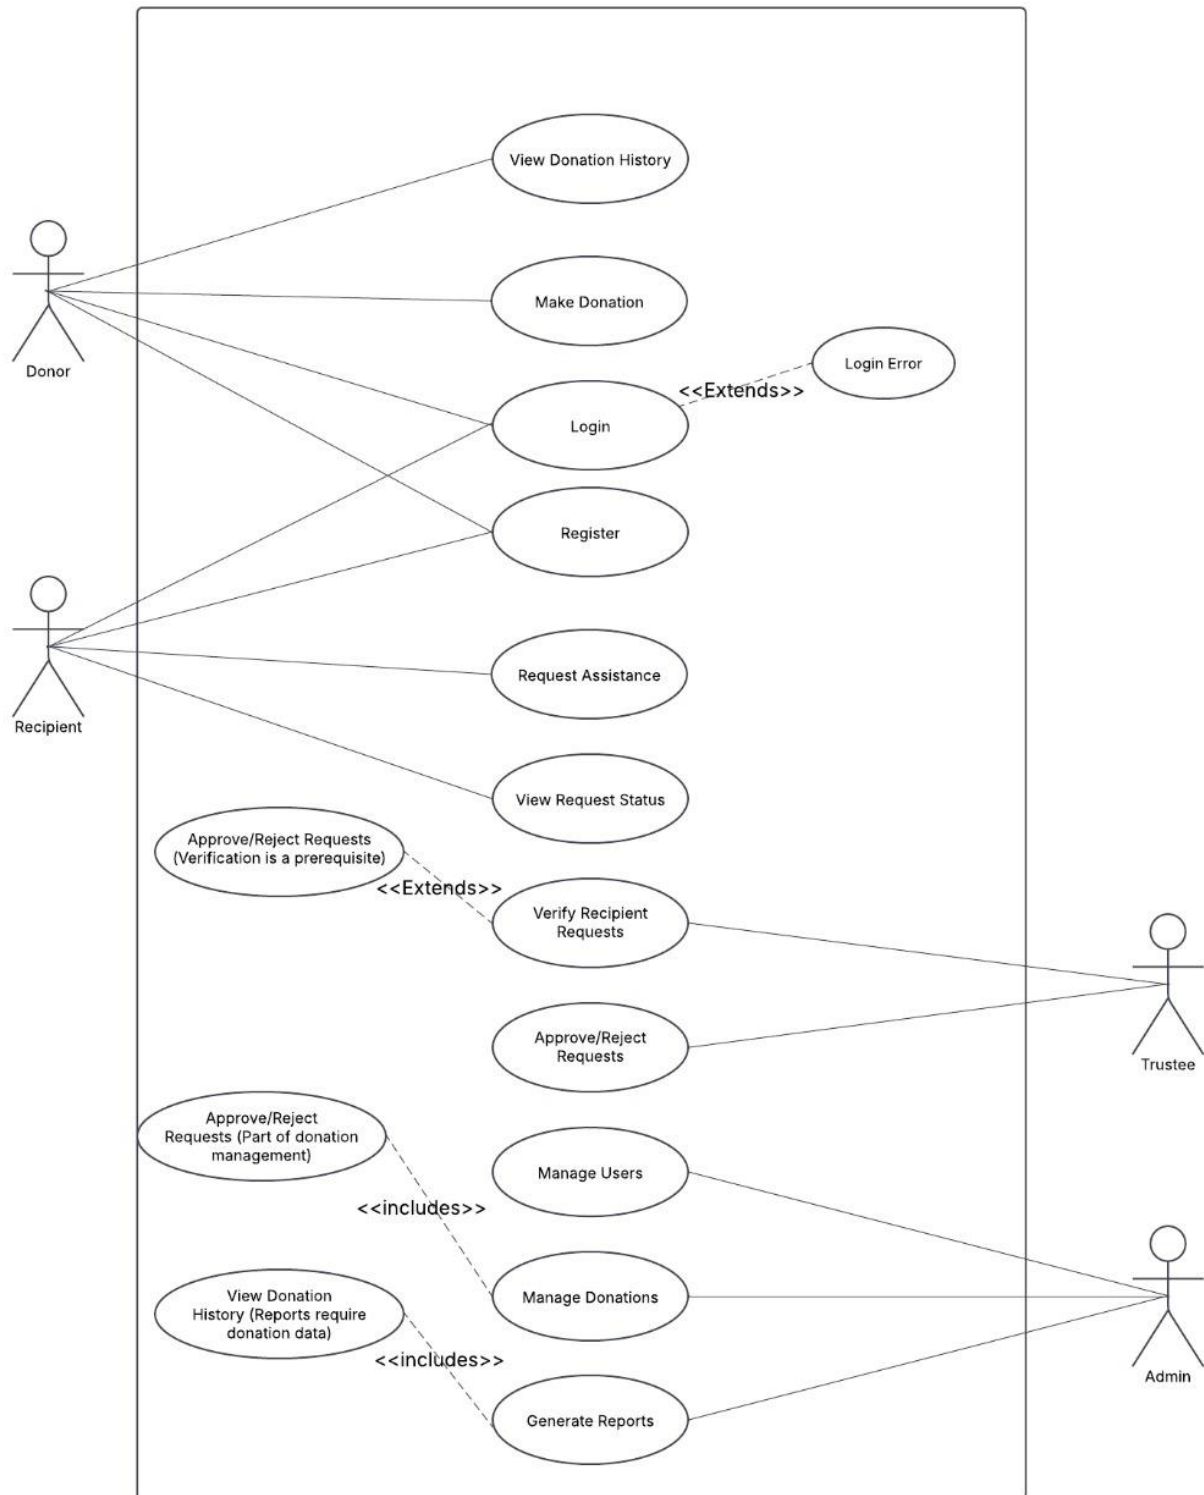 View Donation History
Make Donation
Donor
Login Error
<<Extends>>
Login
Register
Request Assistance
Recipient
View Request Status
Approve/Reject Requests
(Verification is a prerequisite)
<<Extends>>
Verify Recipient
Requests
Approve/Reject
Requests
Trustee
Approve/Reject
Requests (Part of donation
management)
Manage Users
<<includes>>
View Donation
History (Reports require
donation data)
Manage Donations
<<includes>>
Admin
Generate Reports